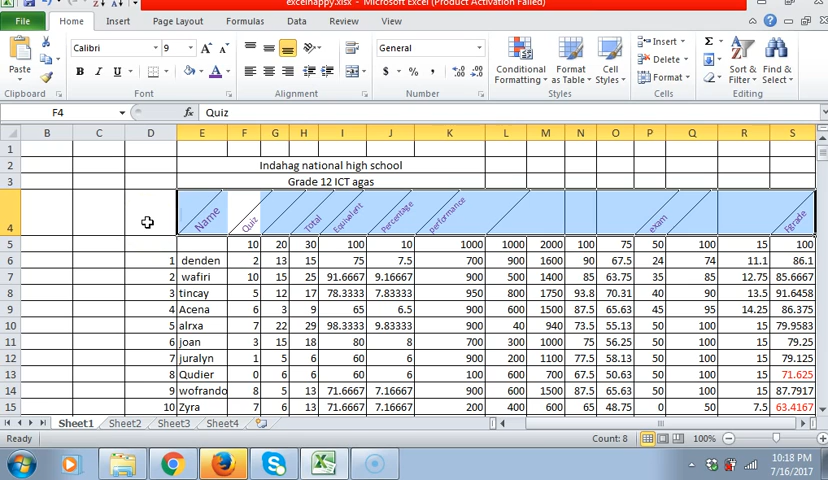 excelhappy.xlsx - Microsoft Excel (Product Activation Failed)
File Home Insert Page Layout Formulas Data Review View
Calibri 9 General Insert Σ
Paste B I U A $ % , Conditional Formatting Format as Table Cell Styles Delete Format Sort & Filter Find & Select
Clipboard Font Alignment Number Styles Cells Editing
F4 fx Quiz
B C D E F G H I J K L M N O P Q R S
1
2 Indahag national high school
3 Grade 12 ICT agas
4 Name Quiz Total Equivalent Percentage performance exam Fgrade
5 10 20 30 100 10 1000 1000 2000 100 75 50 100 15 100
6 1 denden 2 13 15 75 7.5 700 900 1600 90 67.5 24 74 11.1 86.1
7 2 wafiri 10 15 25 91.6667 9.16667 900 500 1400 85 63.75 35 85 12.75 85.6667
8 3 tincay 5 12 17 78.3333 7.83333 950 800 1750 93.8 70.31 40 90 13.5 91.6458
9 4 Acena 6 3 9 65 6.5 900 600 1500 87.5 65.63 45 95 14.25 86.375
10 5 alrxa 7 22 29 98.3333 9.83333 900 40 940 73.5 55.13 50 100 15 79.9583
11 6 joan 3 15 18 80 8 700 300 1000 75 56.25 50 100 15 79.25
12 7 juralyn 1 5 6 60 6 900 200 1100 77.5 58.13 50 100 15 79.125
13 8 Qudier 0 6 6 60 6 100 600 700 67.5 50.63 50 100 15 71.625
14 9 wofrando 8 5 13 71.6667 7.16667 900 600 1500 87.5 65.63 50 100 15 87.7917
15 10 Zyra 7 6 13 71.6667 7.16667 200 400 600 65 48.75 0 50 7.5 63.4167
Sheet1 Sheet2 Sheet3 Sheet4
Ready Count: 8 100%
10:18 PM
7/16/2017